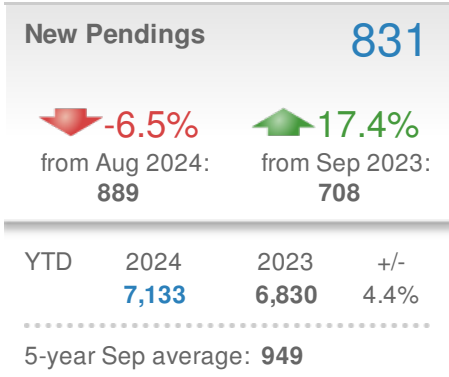 New Pendings 831
-6.5% 17.4%
from Aug 2024: from Sep 2023:
889 708
YTD 2024 2023 +/-
7,133 6,830 4.4%
5-year Sep average: 949